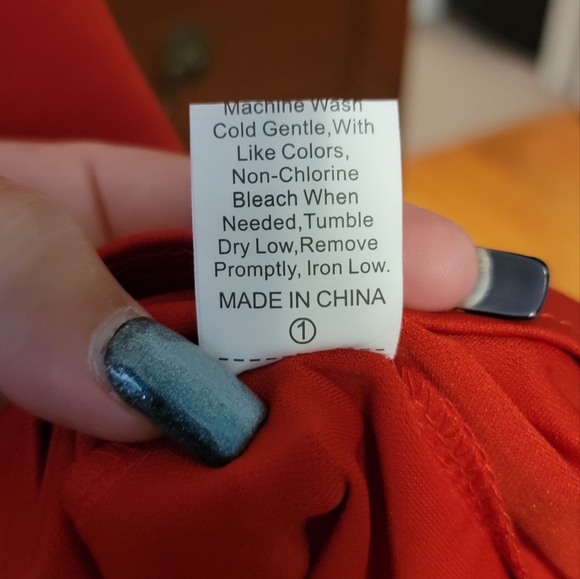 Machine Wash
Cold Gentle,With
Like Colors,
Non-Chlorine
Bleach When
Needed,Tumble
Dry Low,Remove
Promptly, Iron Low.
MADE IN CHINA
①